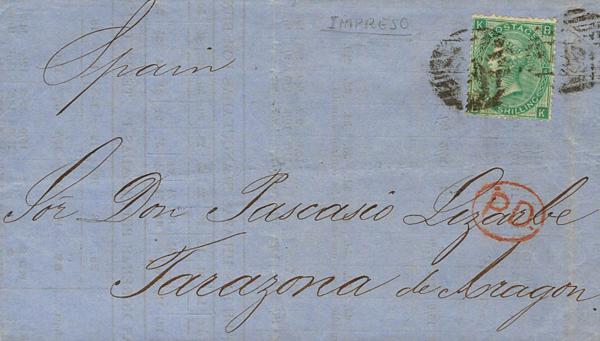 IMPRESO
K B
POSTAGE
SHILLING
K
Spain
Sor Don Pascasio Lizarbe
P.D.
Tarazona de Aragon